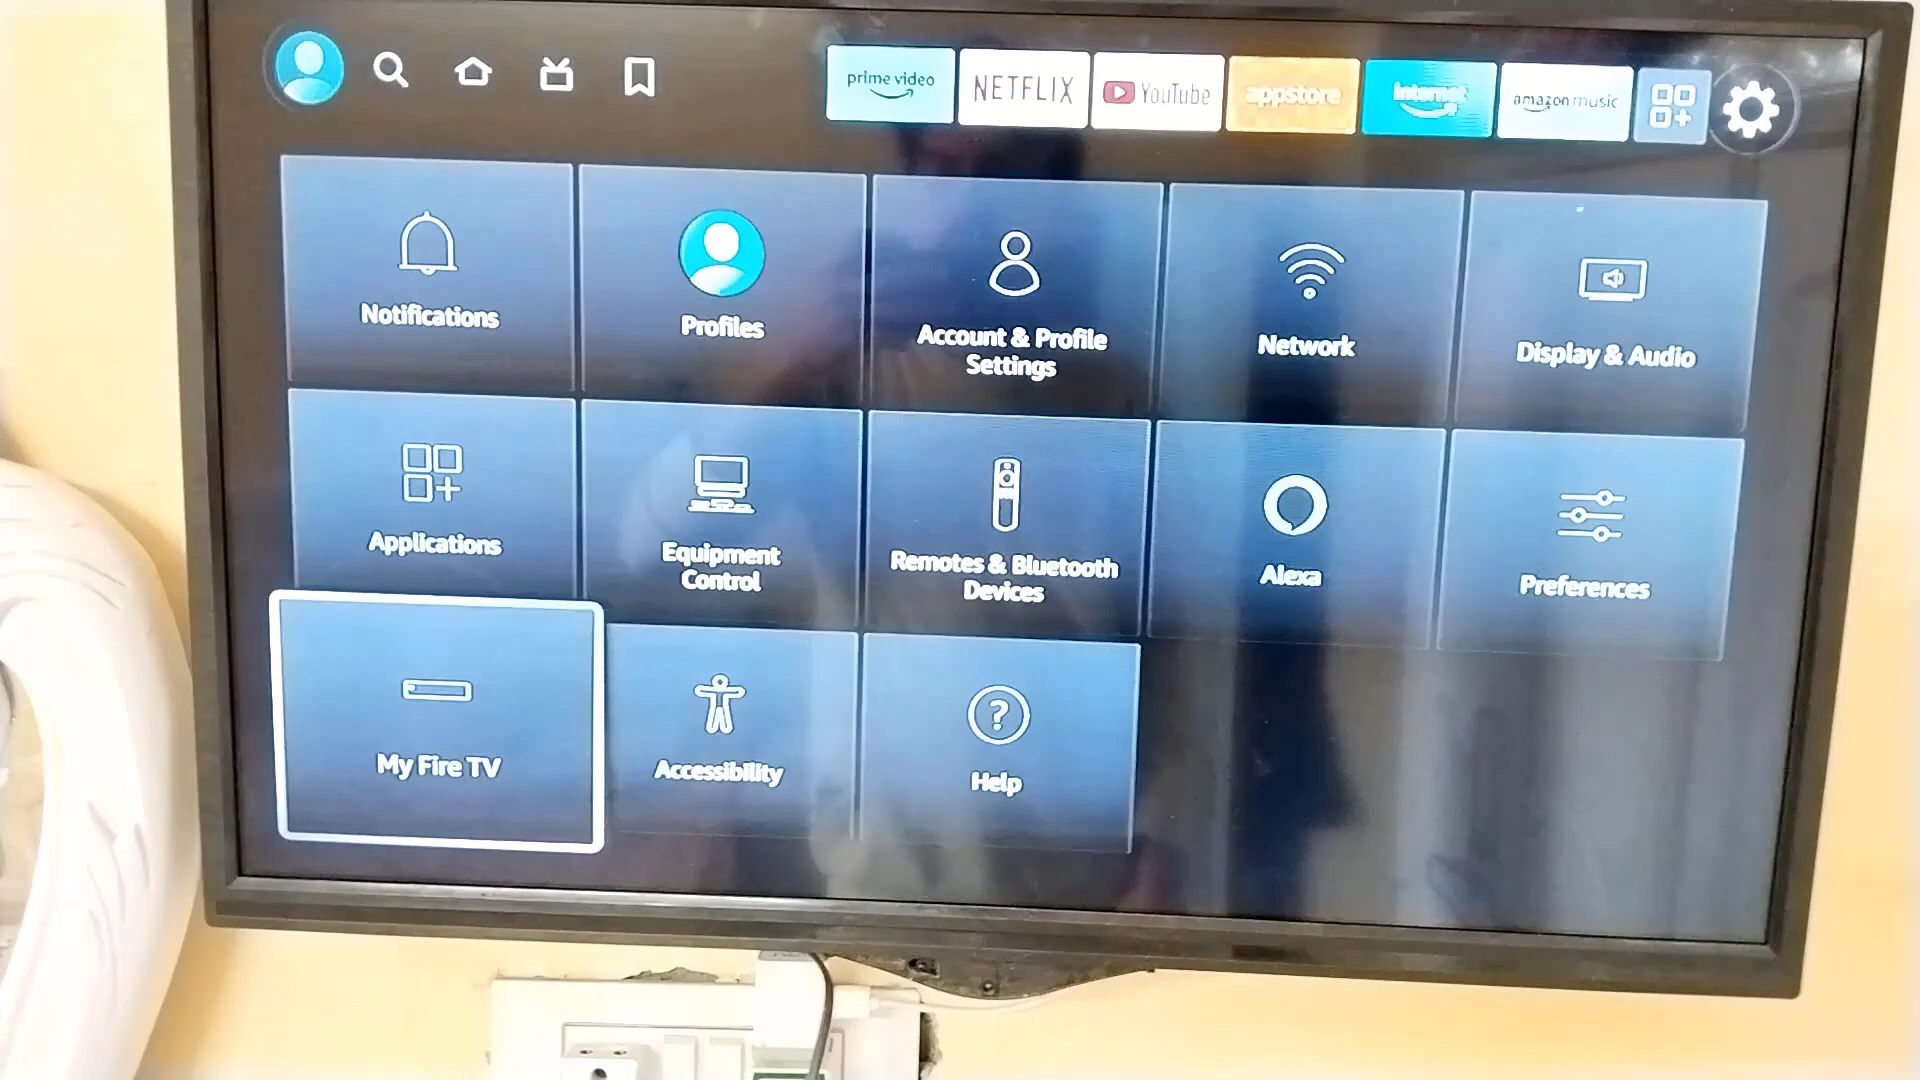 prime video
NETFLIX
YouTube
appstore
Internet
amazon music
Notifications
Profiles
Account & Profile
Settings
Network
Display & Audio
Applications
Equipment
Control
Remotes & Bluetooth
Devices
Alexa
Preferences
My Fire TV
Accessibility
?
Help